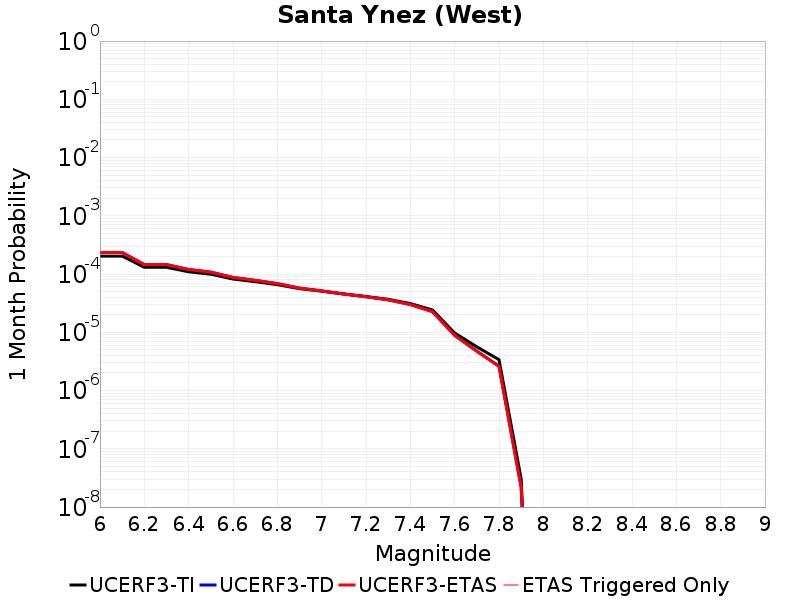 Santa Ynez (West)
1 Month Probability
10^0
10^-1
10^-2
10^-3
10^-4
10^-5
10^-6
10^-7
10^-8
6 6.2 6.4 6.6 6.8 7 7.2 7.4 7.6 7.8 8 8.2 8.4 8.6 8.8 9
Magnitude
UCERF3-TI UCERF3-TD UCERF3-ETAS ETAS Triggered Only